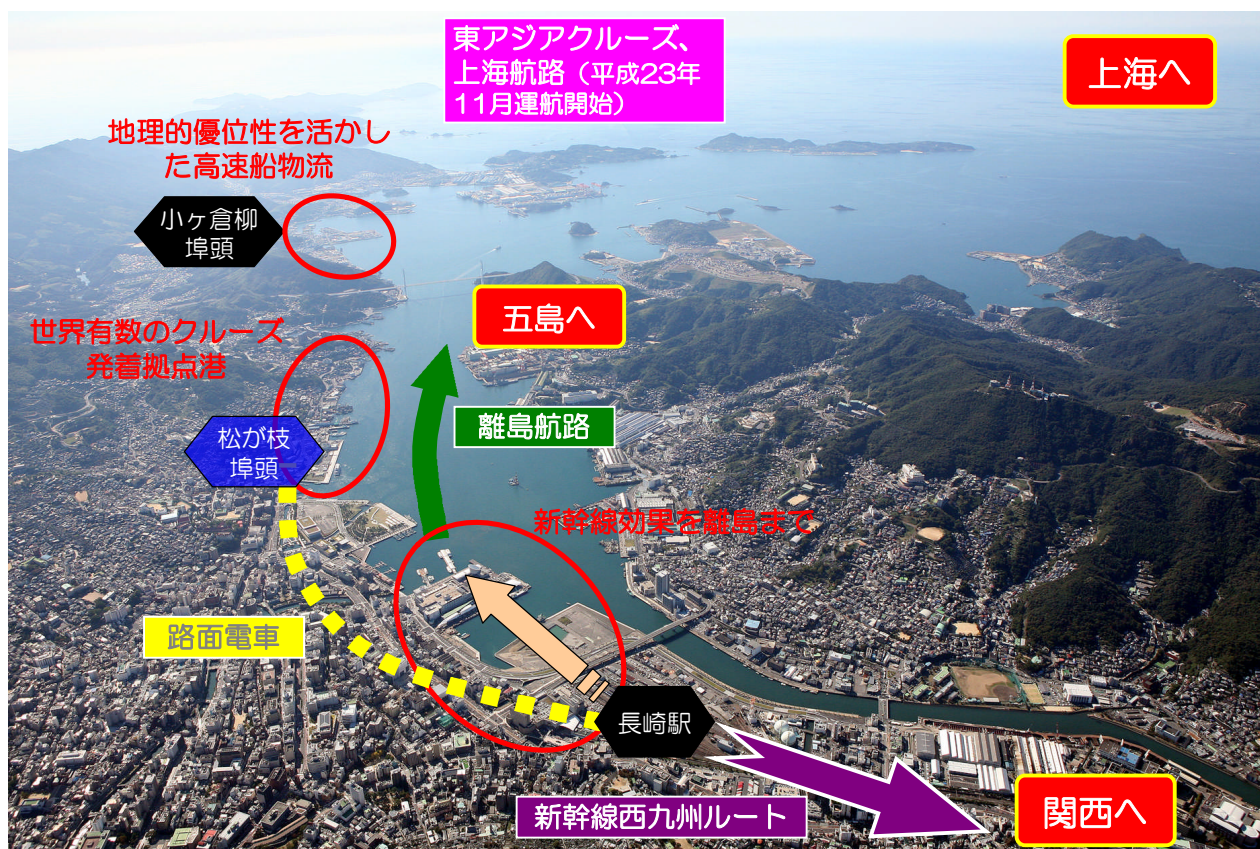 東アジアクルーズ、
上海航路（平成23年
11月運航開始）
上海へ
地理的優位性を活かし
た高速船物流
小ヶ倉柳
埠頭
五島へ
世界有数のクルーズ
発着拠点港
離島航路
松が枝
埠頭
新幹線効果を離島まで
路面電車
長崎駅
新幹線西九州ルート
関西へ